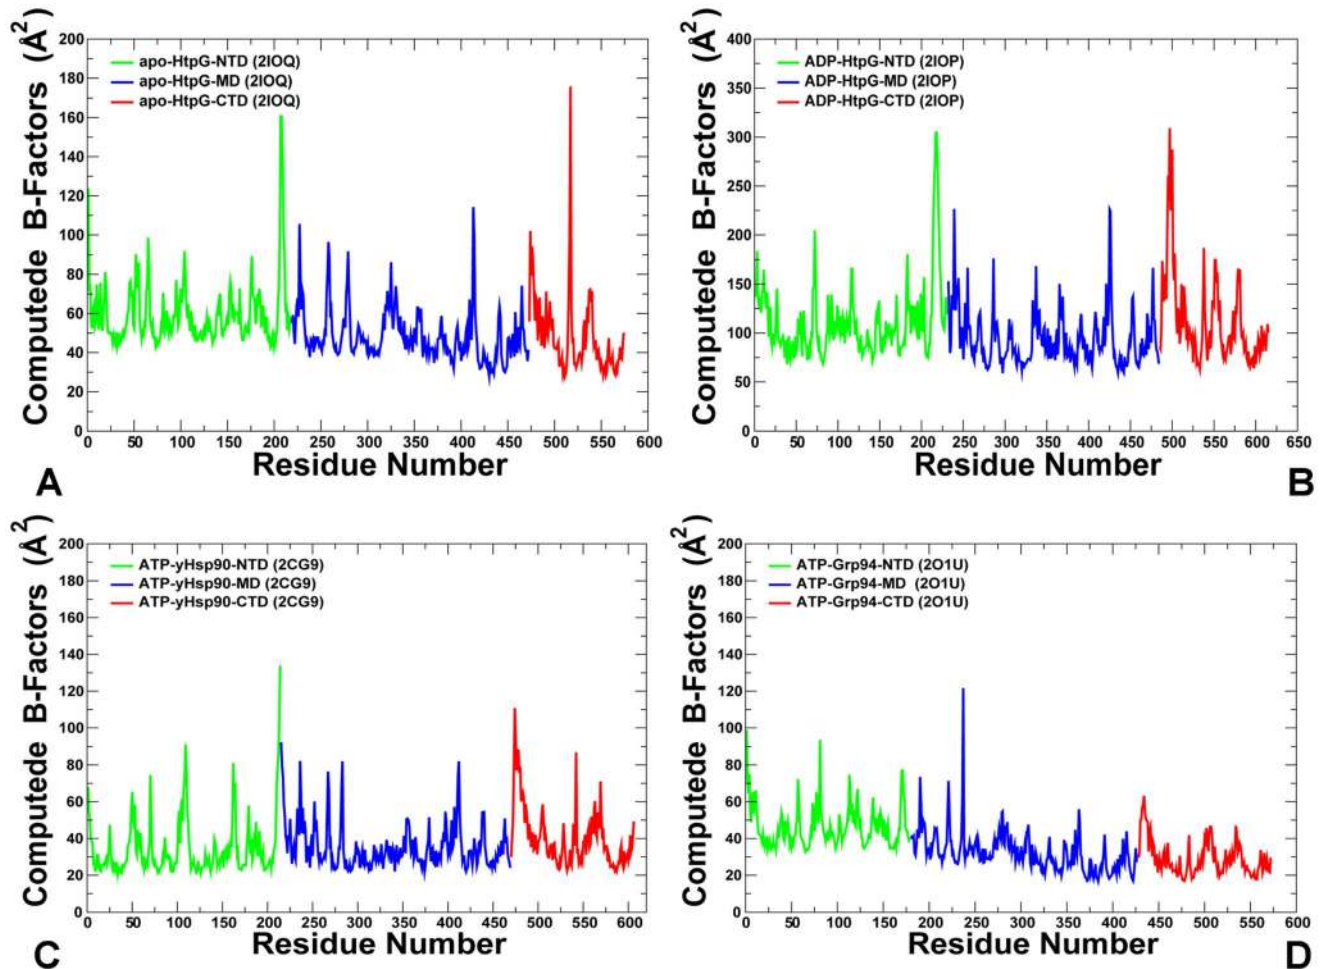 Computede B-Factors (Å²)
200
180
160
140
120
100
80
60
40
20
0
apo-HtpG-NTD (2IOQ)
apo-HtpG-MD (2IOQ)
apo-HtpG-CTD (2IOQ)
0 50 100 150 200 250 300 350 400 450 500 550 600
Residue Number
A
Computede B-Factors (Å²)
400
350
300
250
200
150
100
50
0
ADP-HtpG-NTD (2IOP)
ADP-HtpG-MD (2IOP)
ADP-HtpG-CTD (2IOP)
0 50 100 150 200 250 300 350 400 450 500 550 600 650
Residue Number
B
Computede B-Factors (Å²)
200
180
160
140
120
100
80
60
40
20
0
ATP-yHsp90-NTD (2CG9)
ATP-yHsp90-MD (2CG9)
ATP-yHsp90-CTD (2CG9)
0 50 100 150 200 250 300 350 400 450 500 550 600
Residue Number
C
Computede B-Factors (Å²)
200
180
160
140
120
100
80
60
40
20
0
ATP-Grp94-NTD (2O1U)
ATP-Grp94-MD (2O1U)
ATP-Grp94-CTD (2O1U)
0 50 100 150 200 250 300 350 400 450 500 550 600
Residue Number
D